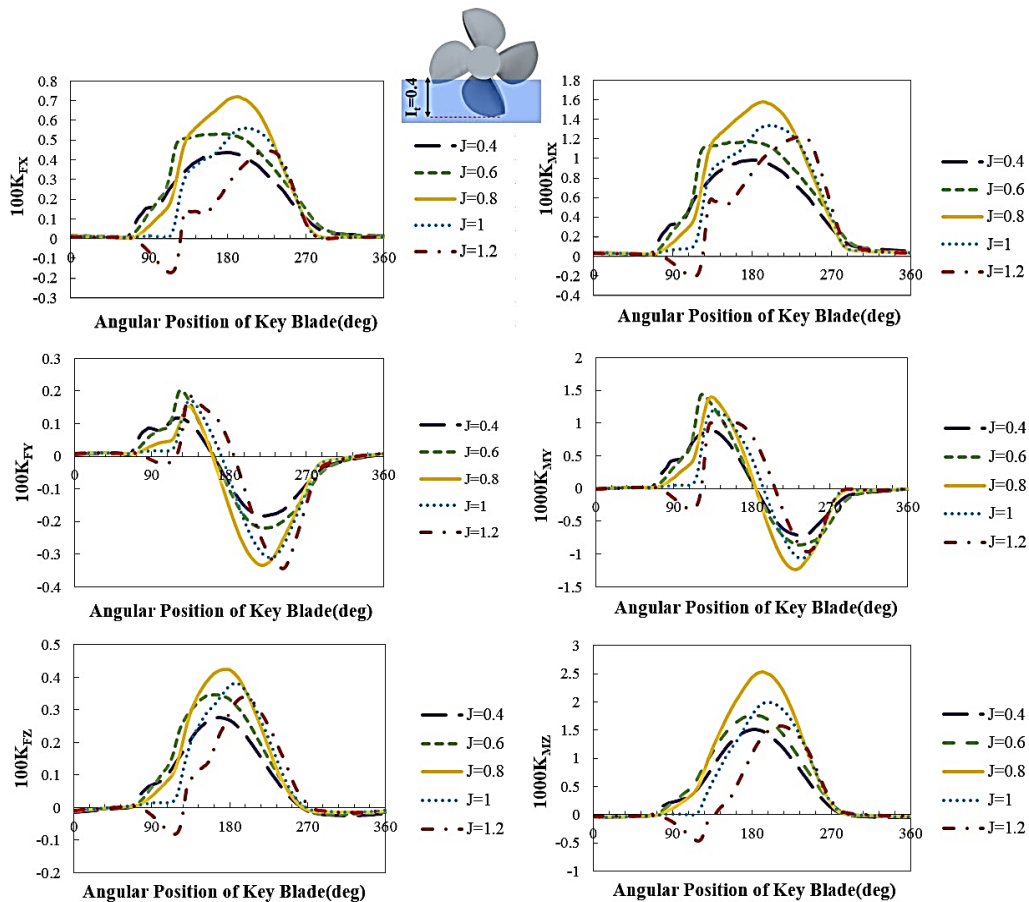 I_t=0.4
0.8
0.7
0.6
0.5
0.4
0.3
0.2
0.1
0
-0.1
-0.2
-0.3
0
90
180
270
360
100K_FX
Angular Position of Key Blade(deg)
J=0.4
J=0.6
J=0.8
J=1
J=1.2
1.8
1.6
1.4
1.2
1
0.8
0.6
0.4
0.2
0
-0.2
-0.4
0
90
180
270
360
1000K_MX
Angular Position of Key Blade(deg)
J=0.4
J=0.6
J=0.8
J=1
J=1.2
0.3
0.2
0.1
0
-0.1
-0.2
-0.3
-0.4
0
90
180
270
360
100K_FY
Angular Position of Key Blade(deg)
J=0.4
J=0.6
J=0.8
J=1
J=1.2
2
1.5
1
0.5
0
-0.5
-1
-1.5
0
90
180
270
360
1000K_MY
Angular Position of Key Blade(deg)
J=0.4
J=0.6
J=0.8
J=1
J=1.2
0.5
0.4
0.3
0.2
0.1
0
-0.1
-0.2
0
90
180
270
360
100K_FZ
Angular Position of Key Blade(deg)
J=0.4
J=0.6
J=0.8
J=1
J=1.2
3
2.5
2
1.5
1
0.5
0
-0.5
-1
0
90
180
270
360
1000K_MZ
Angular Position of Key Blade(deg)
J=0.4
J=0.6
J=0.8
J=1
J=1.2